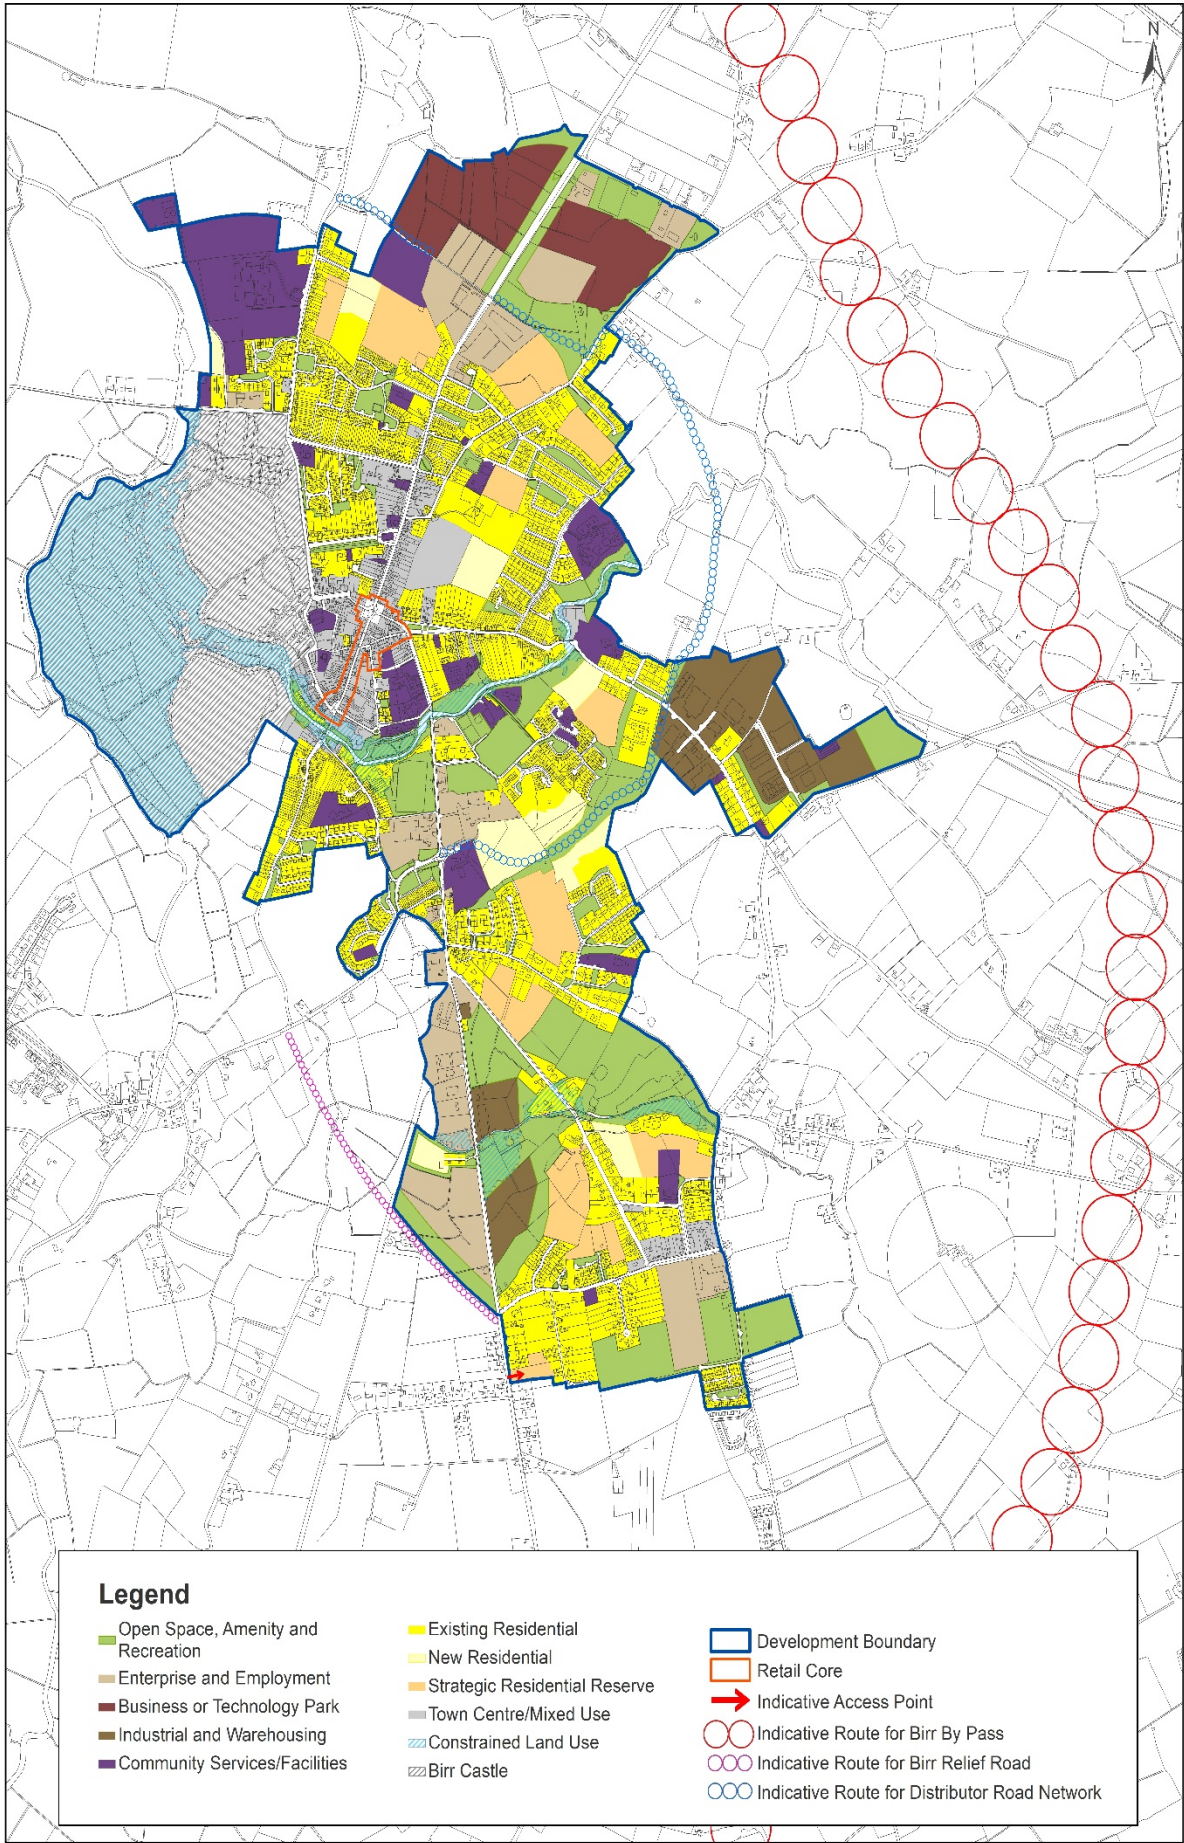 N
Legend
Open Space, Amenity and
Recreation
Enterprise and Employment
Business or Technology Park
Industrial and Warehousing
Community Services/Facilities
Existing Residential
New Residential
Strategic Residential Reserve
Town Centre/Mixed Use
Constrained Land Use
Birr Castle
Development Boundary
Retail Core
Indicative Access Point
Indicative Route for Birr By Pass
Indicative Route for Birr Relief Road
Indicative Route for Distributor Road Network